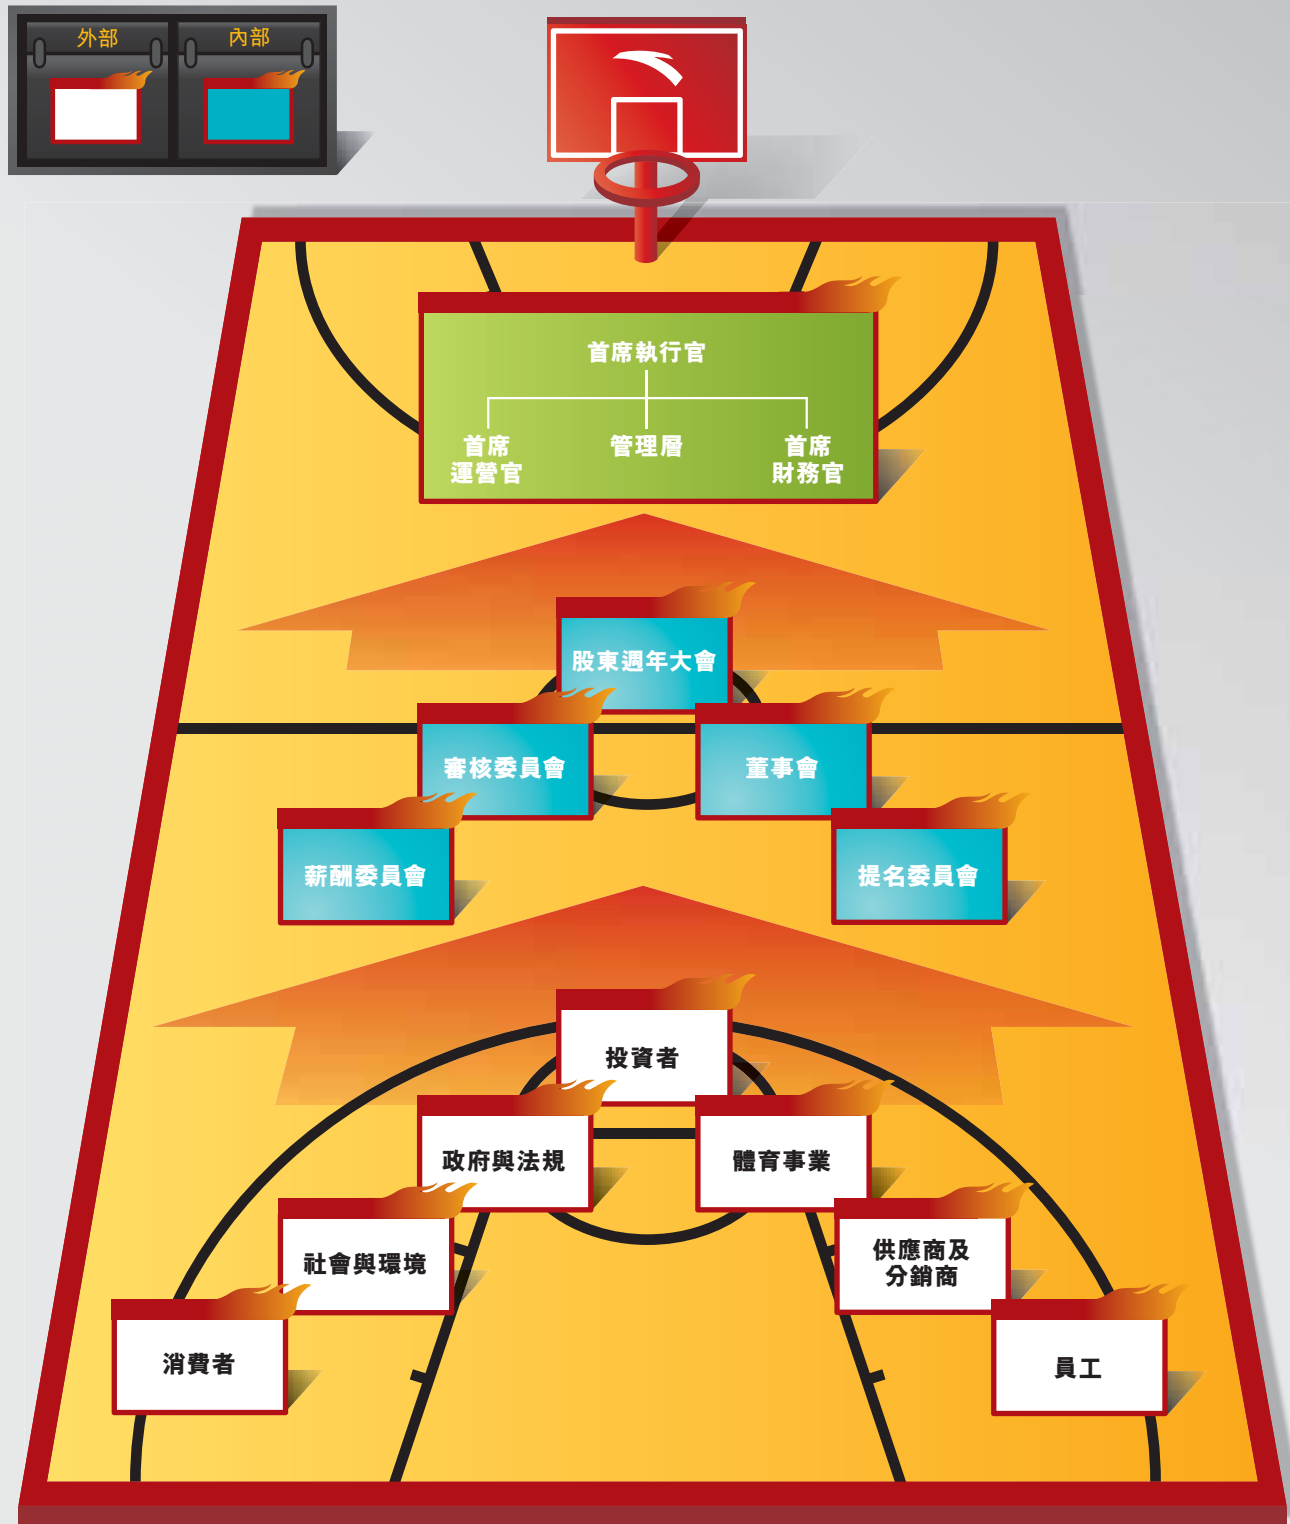 外部
內部
首席執行官
首席
運營官
管理層
首席
財務官
股東週年大會
審核委員會
董事會
薪酬委員會
提名委員會
投資者
政府與法規
體育事業
社會與環境
供應商及
分銷商
消費者
員工